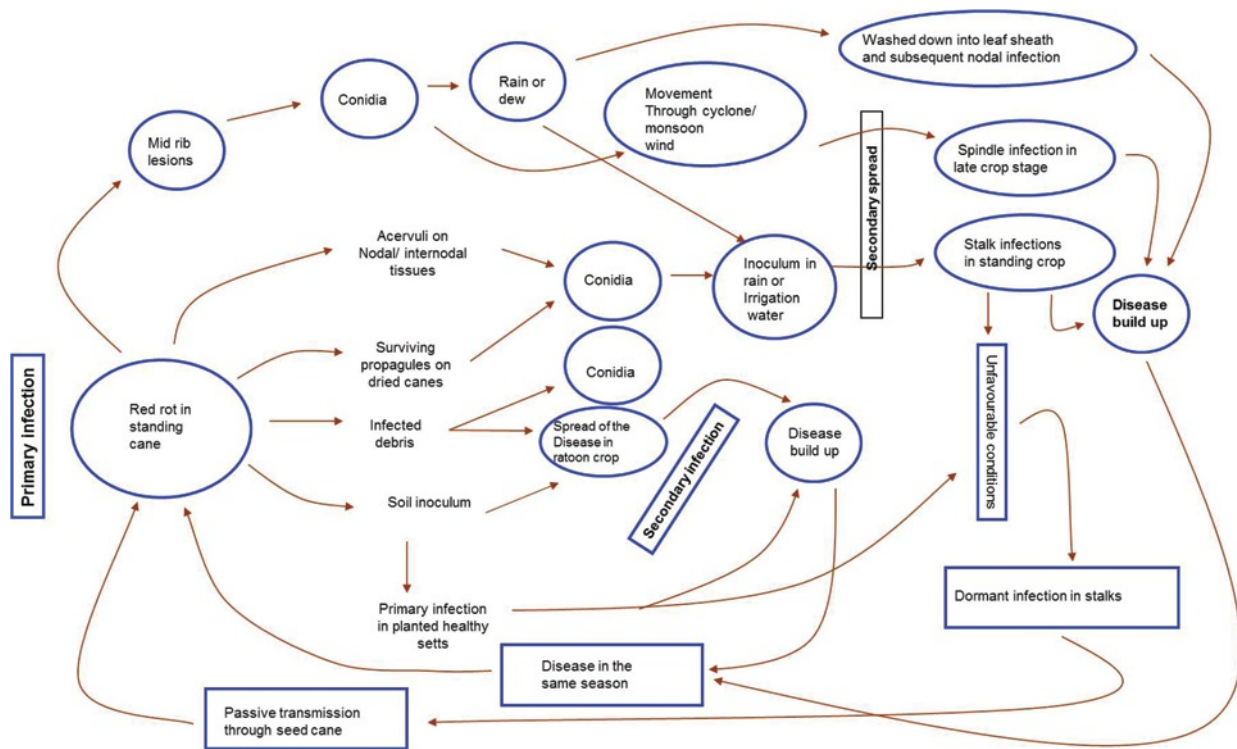 Washed down into leaf sheath
and subsequent nodal infection
Rain or
dew
Movement
Through cyclone/
monsoon
wind
Conidia
Mid rib
lesions
Spindle infection in
late crop stage
Secondary spread
Acervuli on
Nodal/ internodal
tissues
Stalk infections
in standing crop
Conidia
Inoculum in
rain or
Irrigation
water
Disease
build up
Surviving
propagules on
dried canes
Conidia
Unfavourable conditions
Primary infection
Red rot in
standing
cane
Infected
debris
Spread of the
Disease in
ratoon crop
Secondary infection
Disease
build up
Soil inoculum
Dormant infection in stalks
Primary infection
in planted healthy
setts
Disease in the
same season
Passive transmission
through seed cane